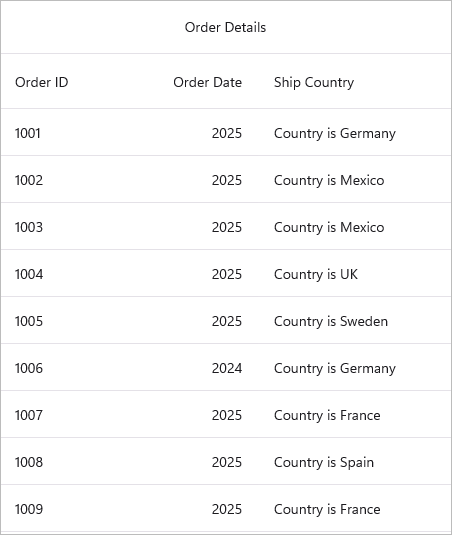 Order Details
Order ID Order Date Ship Country
1001 2025 Country is Germany
1002 2025 Country is Mexico
1003 2025 Country is Mexico
1004 2025 Country is UK
1005 2025 Country is Sweden
1006 2024 Country is Germany
1007 2025 Country is France
1008 2025 Country is Spain
1009 2025 Country is France